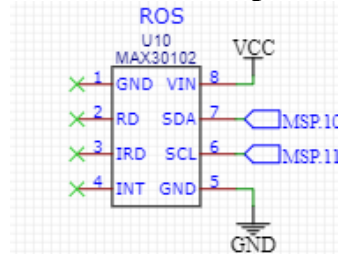 ROS
U10
MAX30102
VCC
1 GND VIN 8
2 RD SDA 7 MSP.10
3 IRD SCL 6 MSP.11
4 INT GND 5
GND